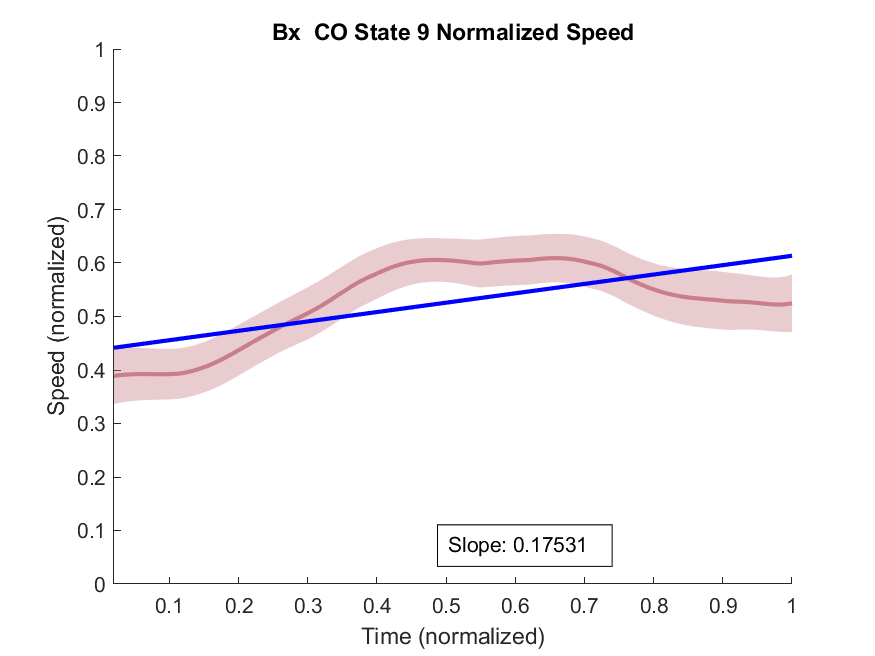 Bx  CO State 9 Normalized Speed
1
0.9
0.8
0.7
0.6
0.5
0.4
0.3
0.2
0.1
0
Speed (normalized)
Slope: 0.17531
0.1 0.2 0.3 0.4 0.5 0.6 0.7 0.8 0.9 1
Time (normalized)